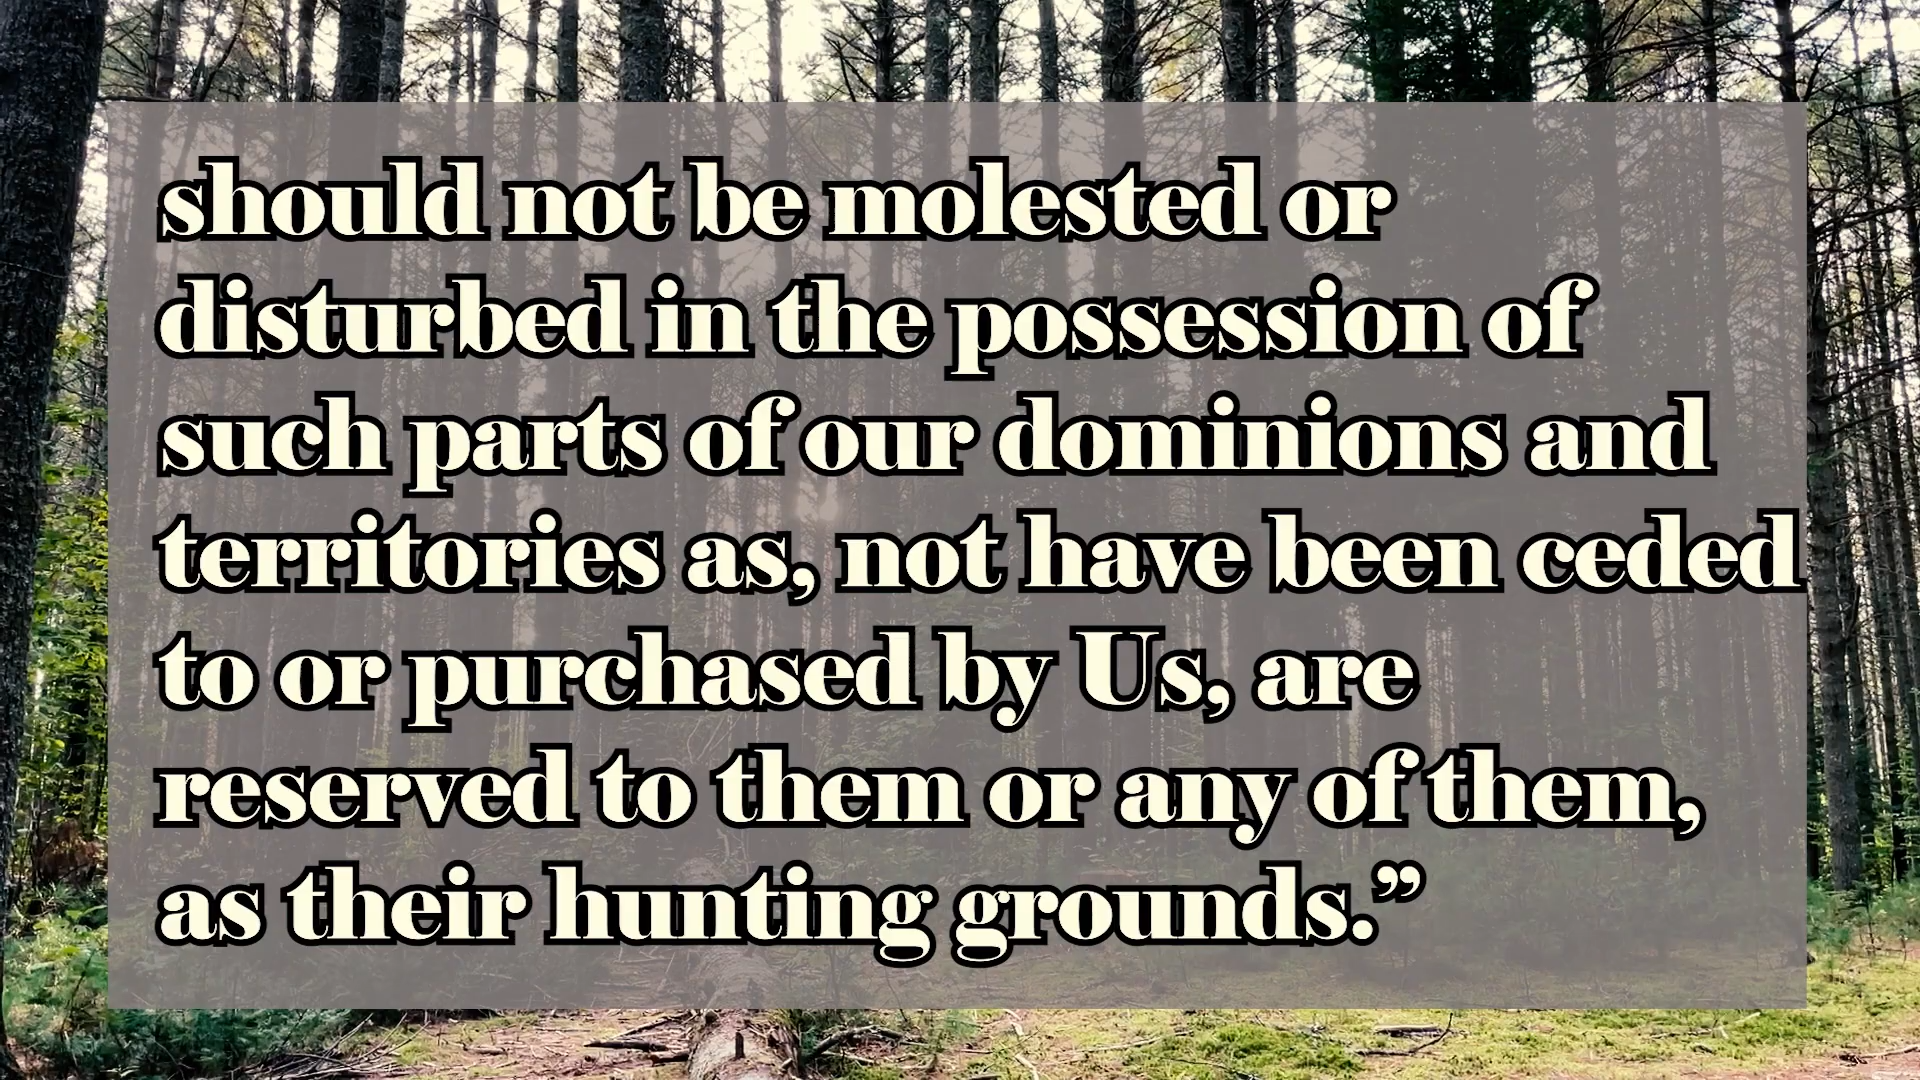 should not be molested or
disturbed in the possession of
such parts of our dominions and
territories as, not have been ceded
to or purchased by Us, are
reserved to them or any of them,
as their hunting grounds.”